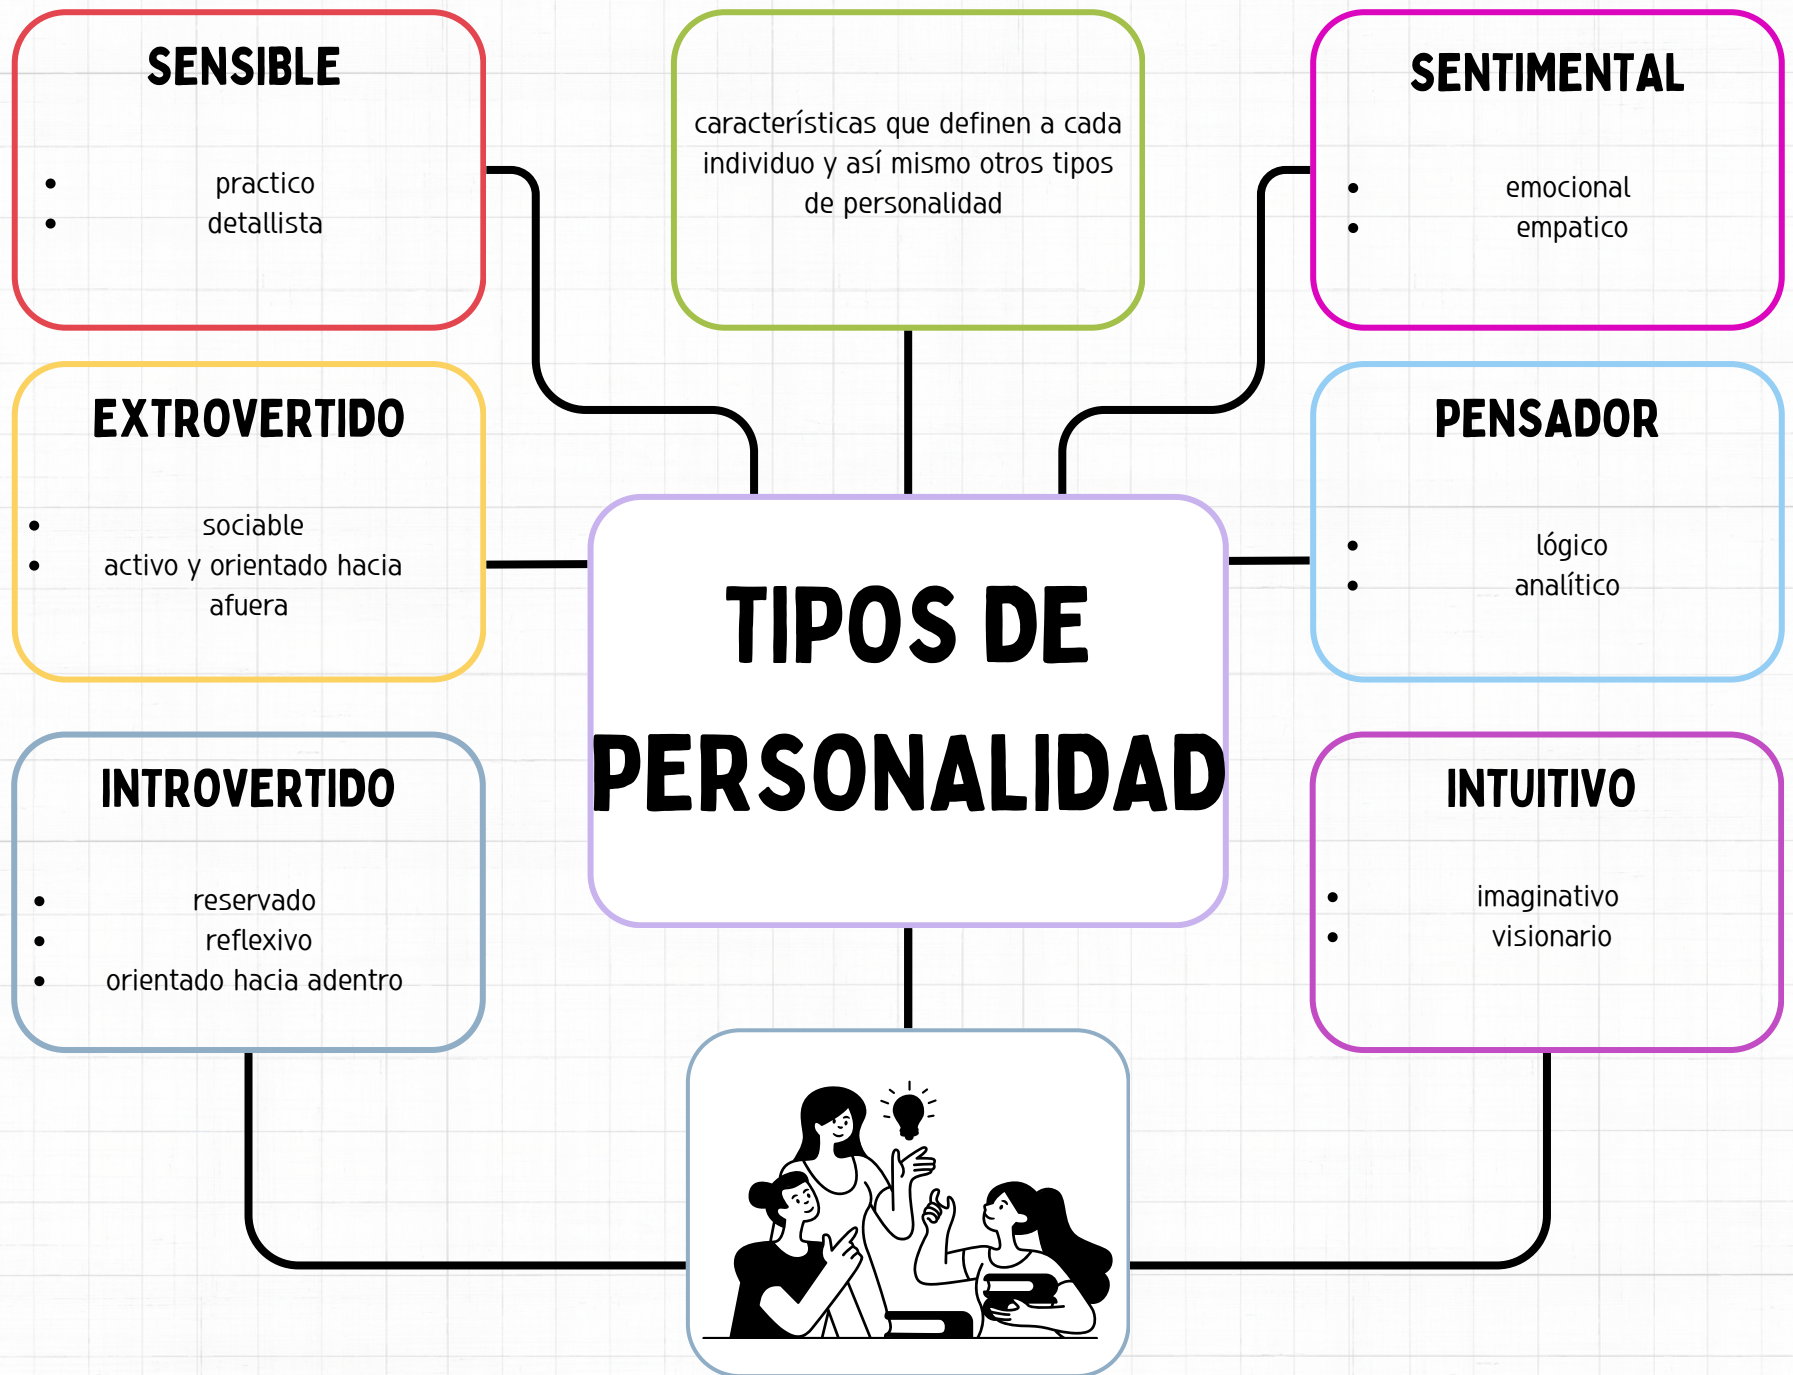 SENSIBLE
practico
detallista
características que definen a cada
individuo y así mismo otros tipos
de personalidad
SENTIMENTAL
emocional
empatico
EXTROVERTIDO
sociable
activo y orientado hacia
afuera
TIPOS DE
PERSONALIDAD
PENSADOR
lógico
analítico
INTROVERTIDO
reservado
reflexivo
orientado hacia adentro
INTUITIVO
imaginativo
visionario